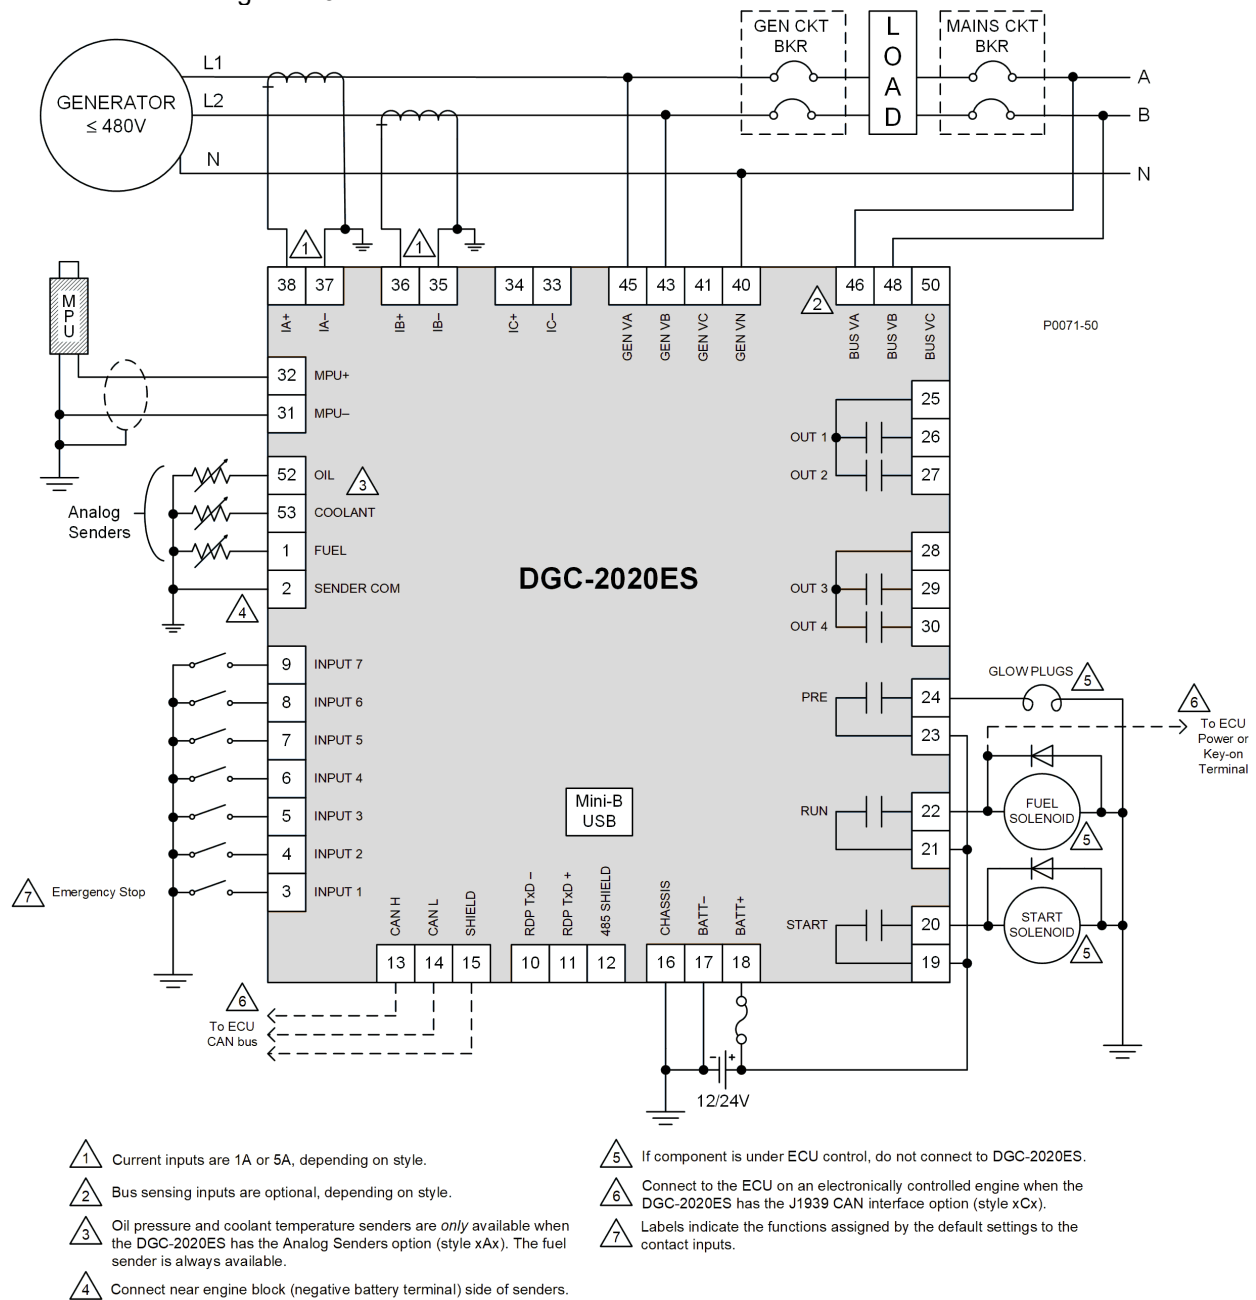 GENERATOR
≤ 480V
L1
L2
N
GEN CKT
BKR
L
O
A
D
MAINS CKT
BKR
A
B
N
1
1
2
38
37
36
35
34
33
45
43
41
40
46
48
50
IA+
IA–
IB+
IB–
IC+
IC–
GEN VA
GEN VB
GEN VC
GEN VN
BUS VA
BUS VB
BUS VC
P0071-50
M
P
U
32 MPU+
31 MPU–
Analog
Senders
52 OIL
3
53 COOLANT
1 FUEL
2 SENDER COM
4
DGC-2020ES
25
OUT 1 26
OUT 2 27
28
OUT 3 29
OUT 4 30
9 INPUT 7
8 INPUT 6
7 INPUT 5
6 INPUT 4
5 INPUT 3
4 INPUT 2
7 Emergency Stop 3 INPUT 1
PRE 24
23
GLOW PLUGS 5
6
To ECU
Power or
Key-on
Terminal
RUN 22
21
FUEL
SOLENOID
5
START 20
19
START
SOLENOID
5
Mini-B
USB
CAN H
CAN L
SHIELD
RDP TxD –
RDP TxD +
485 SHIELD
CHASSIS
BATT–
BATT+
13
14
15
10
11
12
16
17
18
6
To ECU
CAN bus
- +
12/24V
1 Current inputs are 1A or 5A, depending on style.
2 Bus sensing inputs are optional, depending on style.
3 Oil pressure and coolant temperature senders are only available when
the DGC-2020ES has the Analog Senders option (style xAx). The fuel
sender is always available.
4 Connect near engine block (negative battery terminal) side of senders.
5 If component is under ECU control, do not connect to DGC-2020ES.
6 Connect to the ECU on an electronically controlled engine when the
DGC-2020ES has the J1939 CAN interface option (style xCx).
7 Labels indicate the functions assigned by the default settings to the
contact inputs.